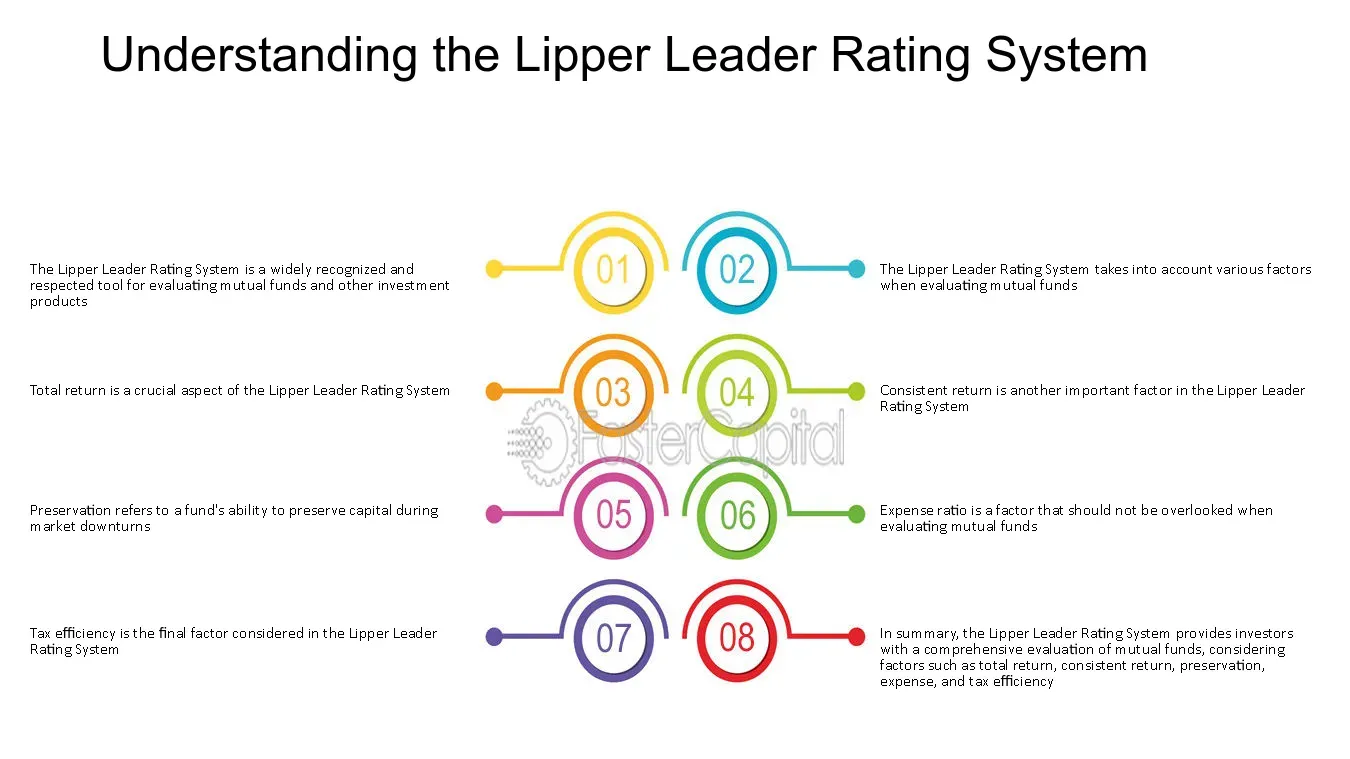 Understanding the Lipper Leader Rating System
01
The Lipper Leader Rating System is a widely recognized and
respected tool for evaluating mutual funds and other investment
products
02
The Lipper Leader Rating System takes into account various factors
when evaluating mutual funds
03
Total return is a crucial aspect of the Lipper Leader Rating System
04
Consistent return is another important factor in the Lipper Leader
Rating System
FasterCapital
05
Preservation refers to a fund's ability to preserve capital during
market downturns
06
Expense ratio is a factor that should not be overlooked when
evaluating mutual funds
07
Tax efficiency is the final factor considered in the Lipper Leader
Rating System
08
In summary, the Lipper Leader Rating System provides investors
with a comprehensive evaluation of mutual funds, considering
factors such as total return, consistent return, preservation,
expense, and tax efficiency